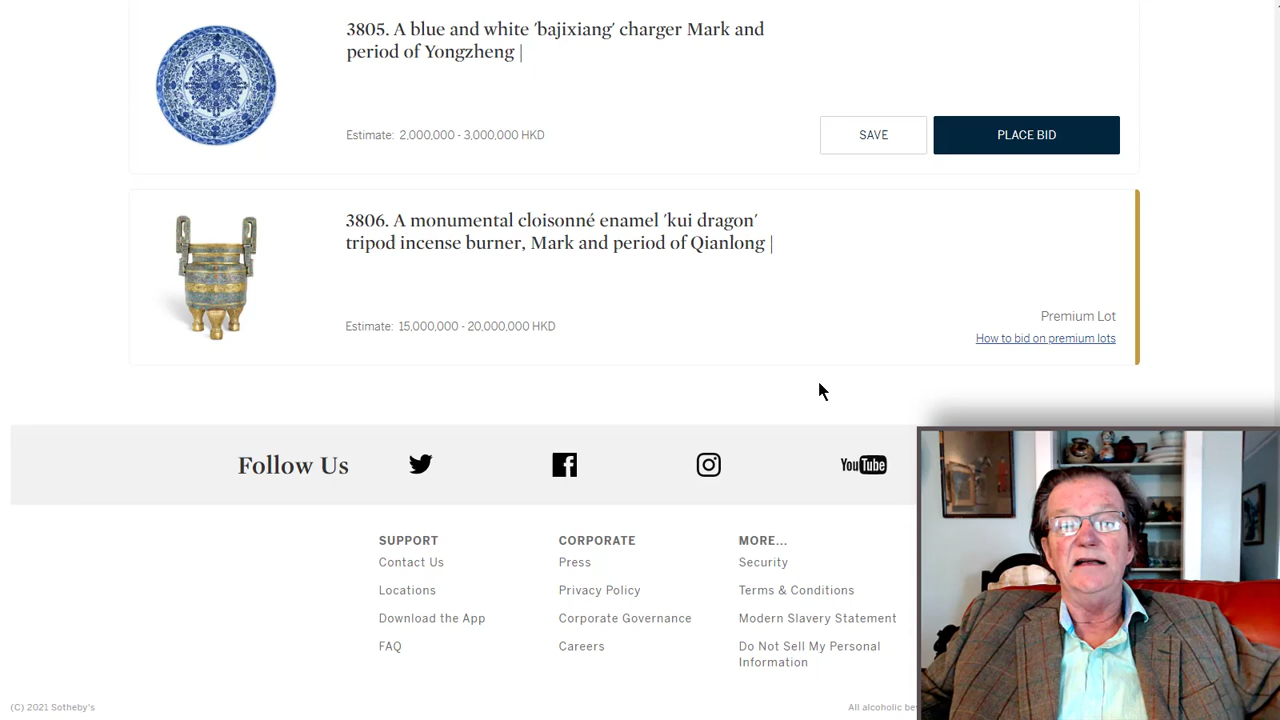 3805. A blue and white 'bajixiang' charger Mark and
period of Yongzheng |
Estimate: 2,000,000 - 3,000,000 HKD
SAVE
PLACE BID
3806. A monumental cloisonné enamel 'kui dragon'
tripod incense burner, Mark and period of Qianlong |
Estimate: 15,000,000 - 20,000,000 HKD
Premium Lot
How to bid on premium lots
Follow Us
You Tube
SUPPORT
Contact Us
Locations
Download the App
FAQ
CORPORATE
Press
Privacy Policy
Corporate Governance
Careers
MORE...
Security
Terms & Conditions
Modern Slavery Statement
Do Not Sell My Personal
Information
(C) 2021 Sotheby's
All alcoholic